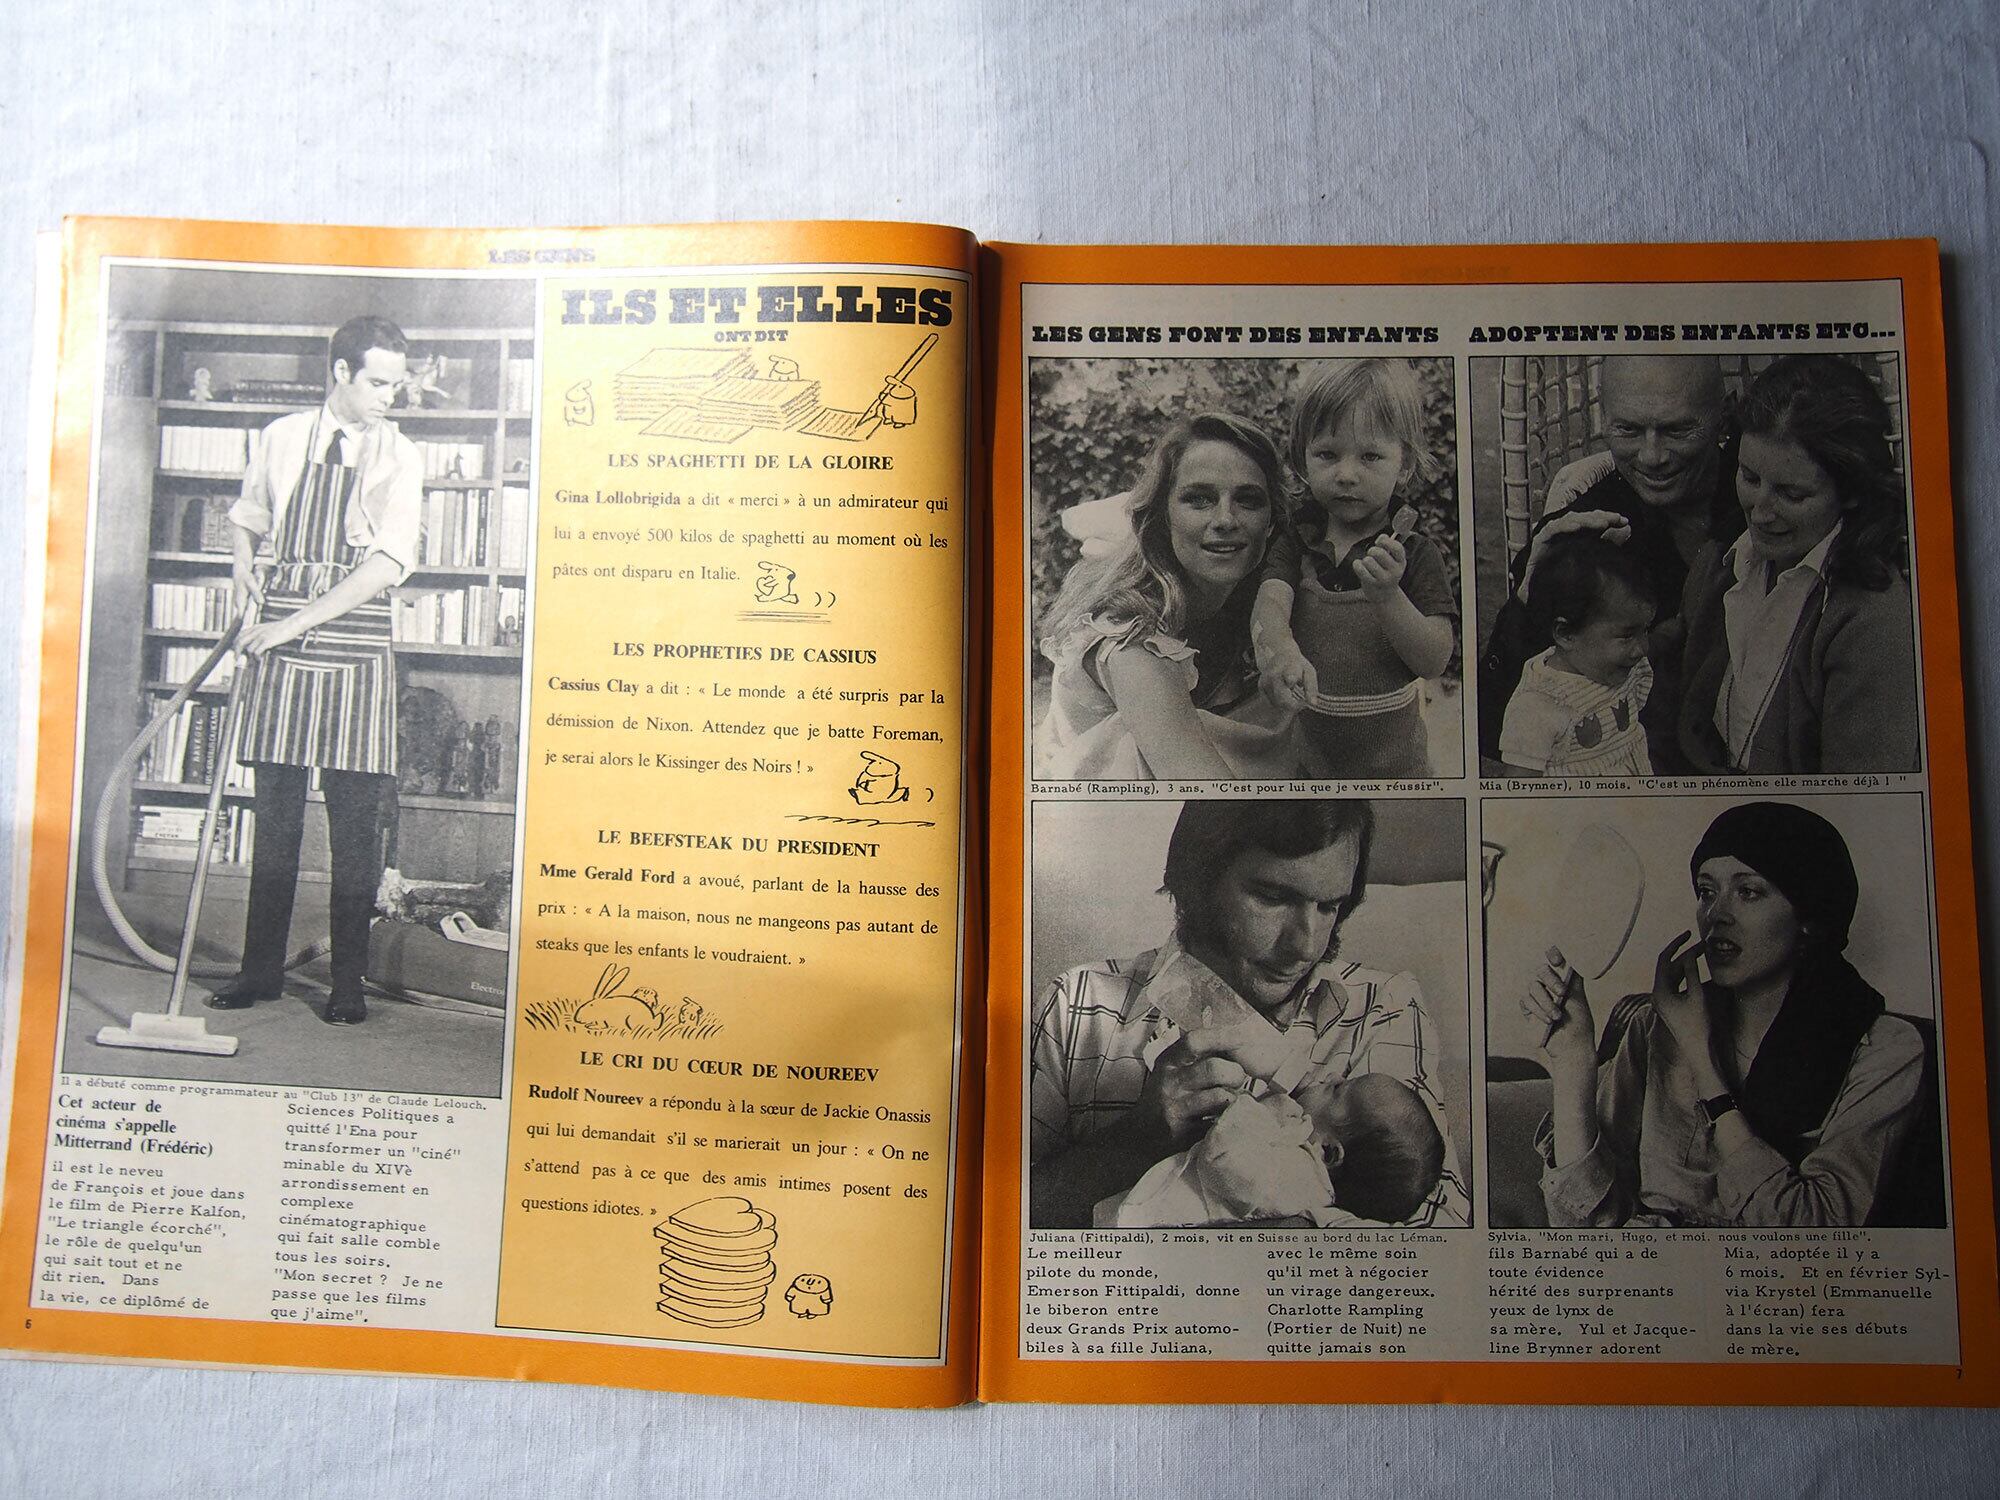 LES GENS
Il a débuté comme programmateur au "Club 13" de Claude Lelouch.
Cet acteur de
cinéma s'appelle
Mitterrand (Frédéric)
il est le neveu
de François et joue dans
le film de Pierre Kalfon,
"Le triangle écorché",
le rôle de quelqu'un
qui sait tout et ne
dit rien. Dans
la vie, ce diplômé de
Sciences Politiques a
quitté l'Ena pour
transformer un "ciné"
minable du XIVè
arrondissement en
complexe
cinématographique
qui fait salle comble
tous les soirs.
"Mon secret ? Je ne
passe que les films
que j'aime".
6
ILS ET ELLES
ONT DIT
LES SPAGHETTI DE LA GLOIRE
Gina Lollobrigida a dit « merci » à un admirateur qui
lui a envoyé 500 kilos de spaghetti au moment où les
pâtes ont disparu en Italie.
LES PROPHETIES DE CASSIUS
Cassius Clay a dit : « Le monde a été surpris par la
démission de Nixon. Attendez que je batte Foreman,
je serai alors le Kissinger des Noirs ! »
LE BEEFSTEAK DU PRESIDENT
Mme Gerald Ford a avoué, parlant de la hausse des
prix : « A la maison, nous ne mangeons pas autant de
steaks que les enfants le voudraient. »
LE CRI DU CŒUR DE NOUREEV
Rudolf Noureev a répondu à la sœur de Jackie Onassis
qui lui demandait s'il se marierait un jour : « On ne
s'attend pas à ce que des amis intimes posent des
questions idiotes. »
LES GENS FONT DES ENFANTS
ADOPTENT DES ENFANTS ETC...
Barnabé (Rampling), 3 ans. "C'est pour lui que je veux réussir".
Mia (Brynner), 10 mois. "C'est un phénomène elle marche déjà ! "
Juliana (Fittipaldi), 2 mois, vit en Suisse au bord du lac Léman.
Sylvia, "Mon mari, Hugo, et moi, nous voulons une fille".
Le meilleur
pilote du monde,
Emerson Fittipaldi, donne
le biberon entre
deux Grands Prix automo-
biles à sa fille Juliana,
avec le même soin
qu'il met à négocier
un virage dangereux.
Charlotte Rampling
(Portier de Nuit) ne
quitte jamais son
fils Barnabé qui a de
toute évidence
hérité des surprenants
yeux de lynx de
sa mère. Yul et Jacque-
line Brynner adorent
Mia, adoptée il y a
6 mois. Et en février Syl-
via Krystel (Emmanuelle
à l'écran) fera
dans la vie ses débuts
de mère.
7